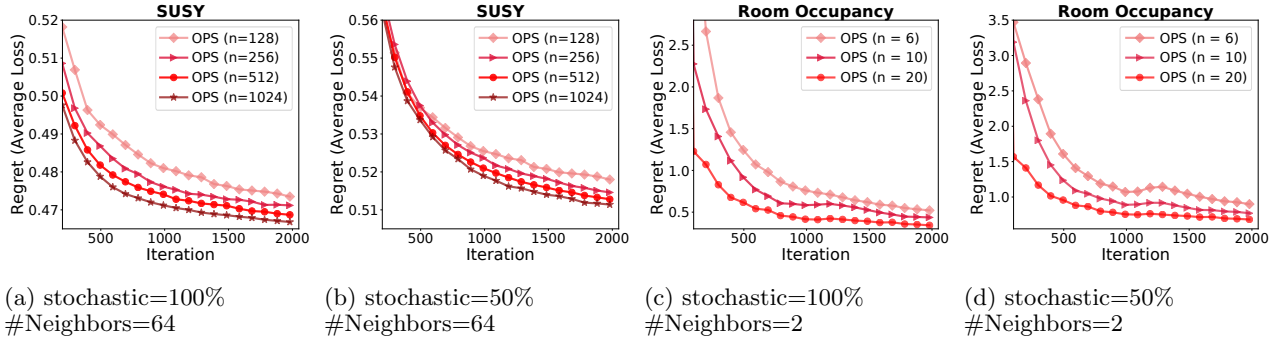 SUSY
0.52
0.51
0.50
0.49
0.48
0.47
Regret (Average Loss)
OPS (n=128)
OPS (n=256)
OPS (n=512)
OPS (n=1024)
500 1000 1500 2000
Iteration
(a) stochastic=100%
#Neighbors=64
SUSY
0.56
0.55
0.54
0.53
0.52
0.51
Regret (Average Loss)
OPS (n=128)
OPS (n=256)
OPS (n=512)
OPS (n=1024)
500 1000 1500 2000
Iteration
(b) stochastic=50%
#Neighbors=64
Room Occupancy
2.5
2.0
1.5
1.0
0.5
Regret (Average Loss)
OPS (n = 6)
OPS (n = 10)
OPS (n = 20)
500 1000 1500 2000
Iteration
(c) stochastic=100%
#Neighbors=2
Room Occupancy
3.5
3.0
2.5
2.0
1.5
1.0
Regret (Average Loss)
OPS (n = 6)
OPS (n = 10)
OPS (n = 20)
500 1000 1500 2000
Iteration
(d) stochastic=50%
#Neighbors=2